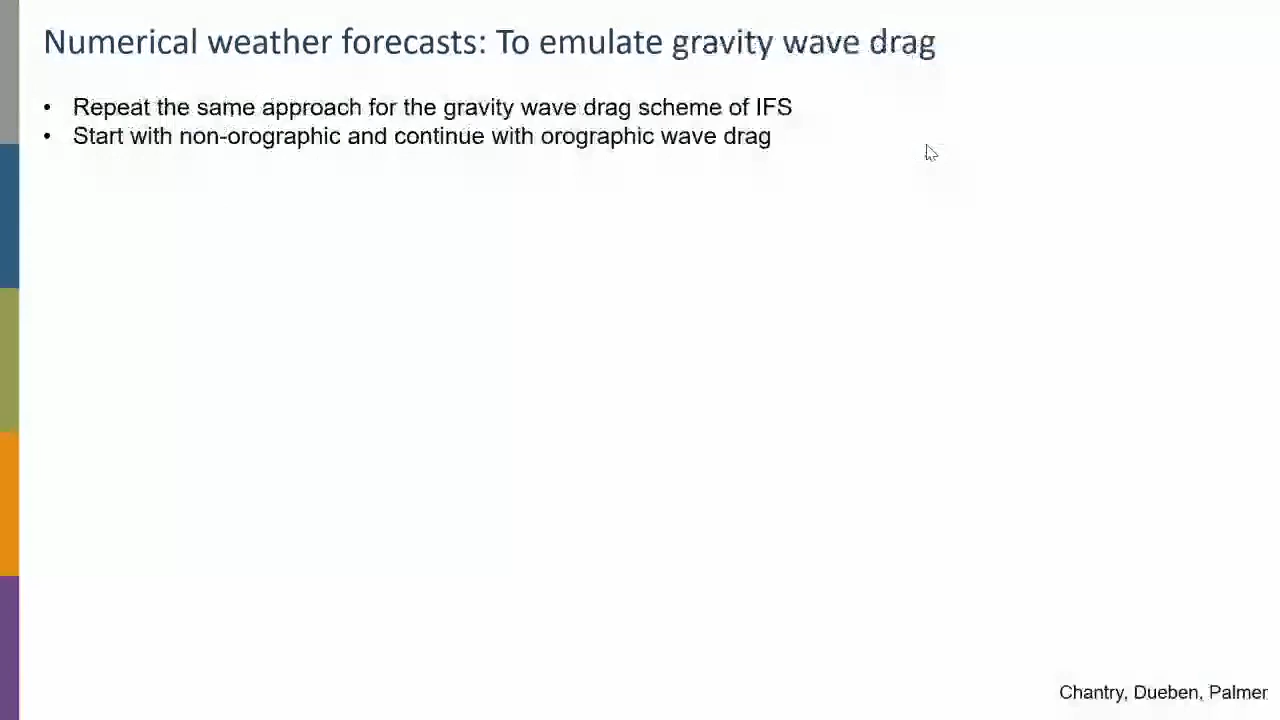 Numerical weather forecasts: To emulate gravity wave drag
• Repeat the same approach for the gravity wave drag scheme of IFS
• Start with non-orographic and continue with orographic wave drag
Chantry, Dueben, Palmer